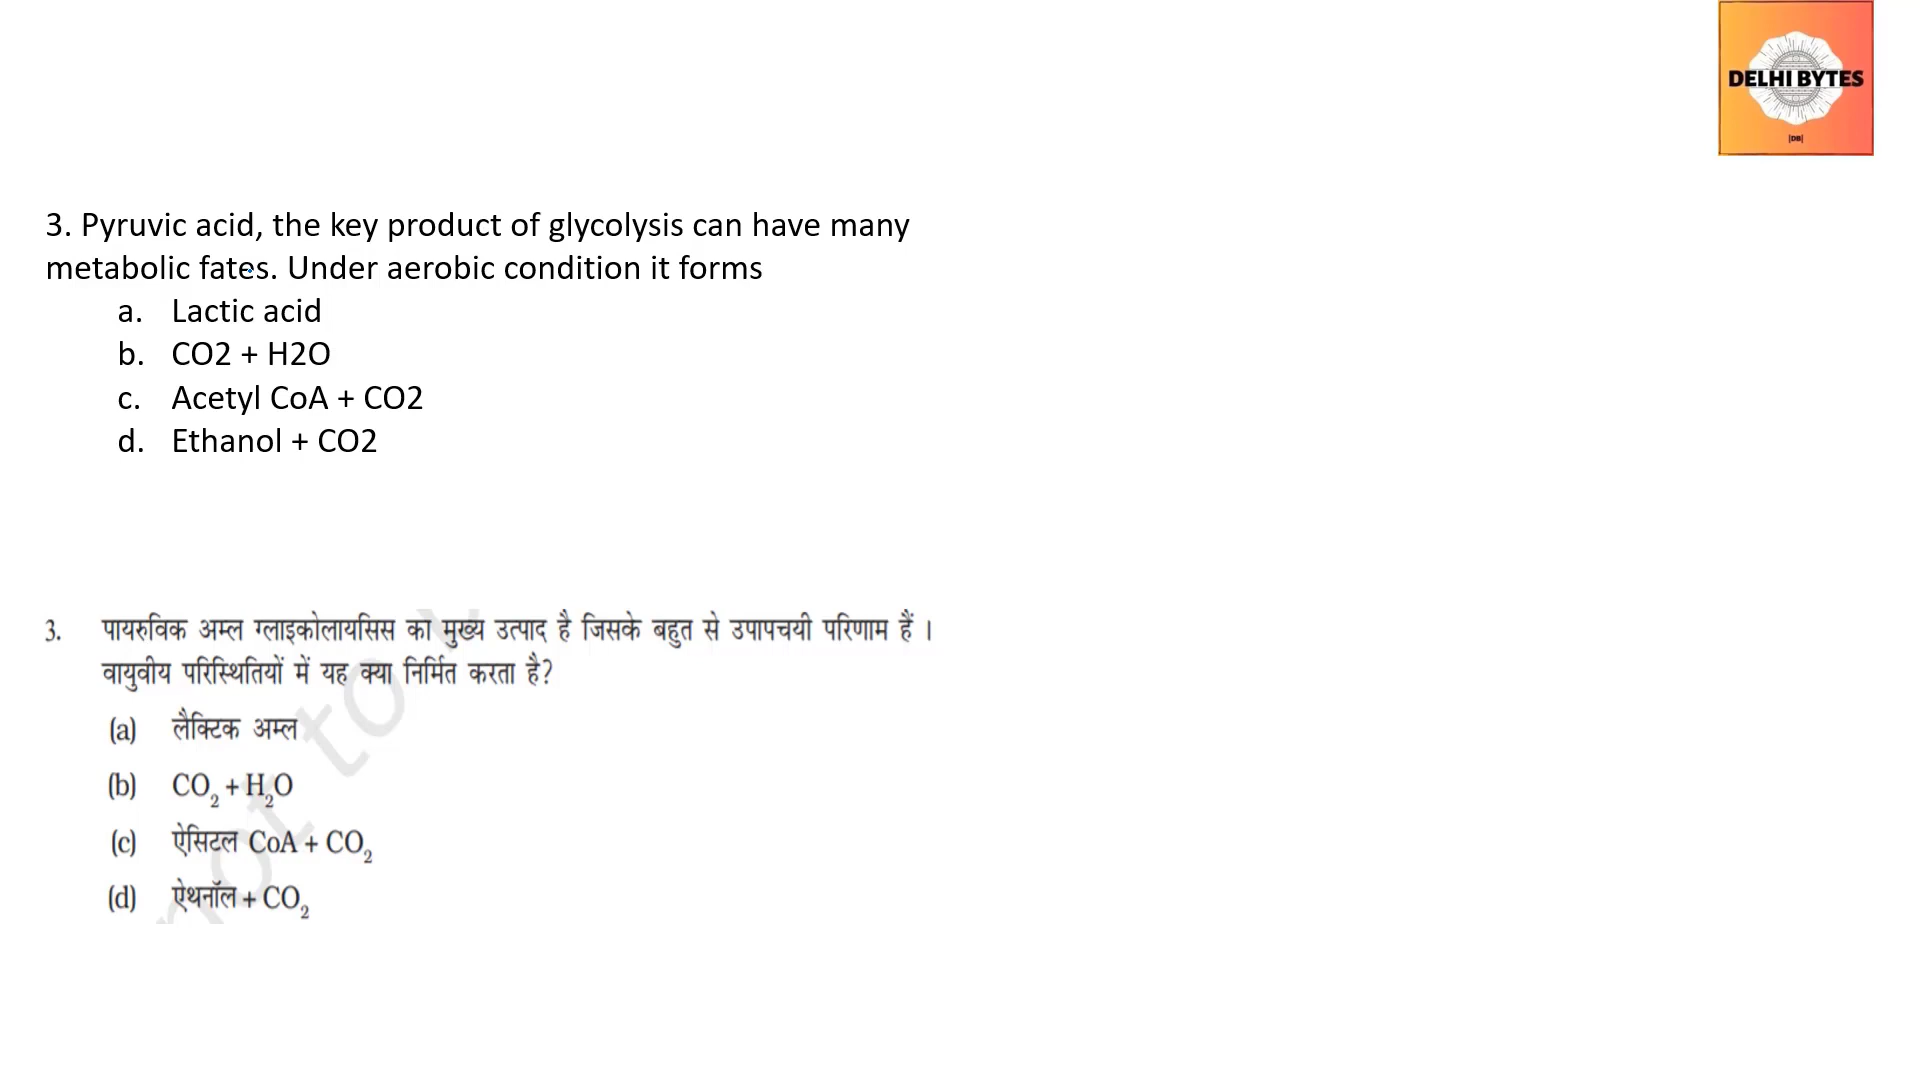 DELHI BYTES
|DB|
3. Pyruvic acid, the key product of glycolysis can have many
metabolic fates. Under aerobic condition it forms
a. Lactic acid
b. CO2 + H2O
c. Acetyl CoA + CO2
d. Ethanol + CO2
3. पायरुविक अम्ल ग्लाइकोलायसिस का मुख्य उत्पाद है जिसके बहुत से उपापचयी परिणाम हैं ।
वायुवीय परिस्थितियों में यह क्या निर्मित करता है?
(a) लैक्टिक अम्ल
(b) CO₂ + H₂O
(c) ऐसिटल CoA + CO₂
(d) ऐथनॉल + CO₂
not to